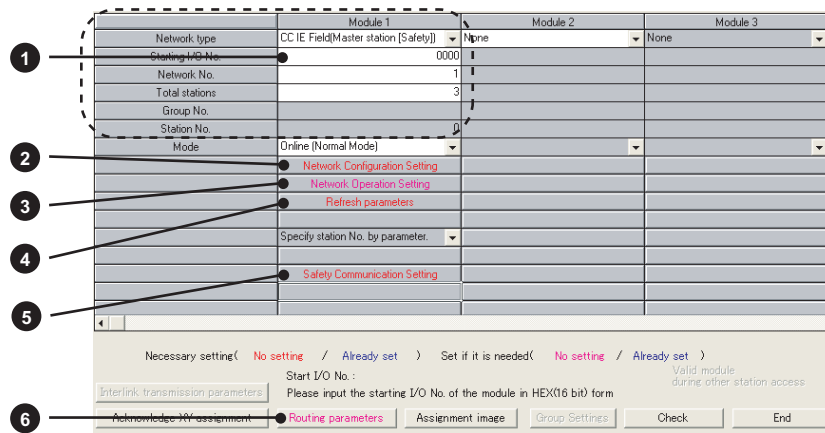 Module 1 Module 2 Module 3
Network type CC IE Field(Master station [Safety]) None None
1 Starting I/O No. 0000
Network No. 1
Total stations 3
Group No.
Station No. 0
Mode Online (Normal Mode)
2 Network Configuration Setting
3 Network Operation Setting
4 Refresh parameters
Specify station No. by parameter.
5 Safety Communication Setting
Necessary setting( No setting / Already set ) Set if it is needed( No setting / Already set )
Start I/O No. :
Valid module
during other station access
Interlink transmission parameters Please input the starting I/O No. of the module in HEX(16 bit) form
6 Acknowledge XY assignment Routing parameters Assignment image Group Settings Check End